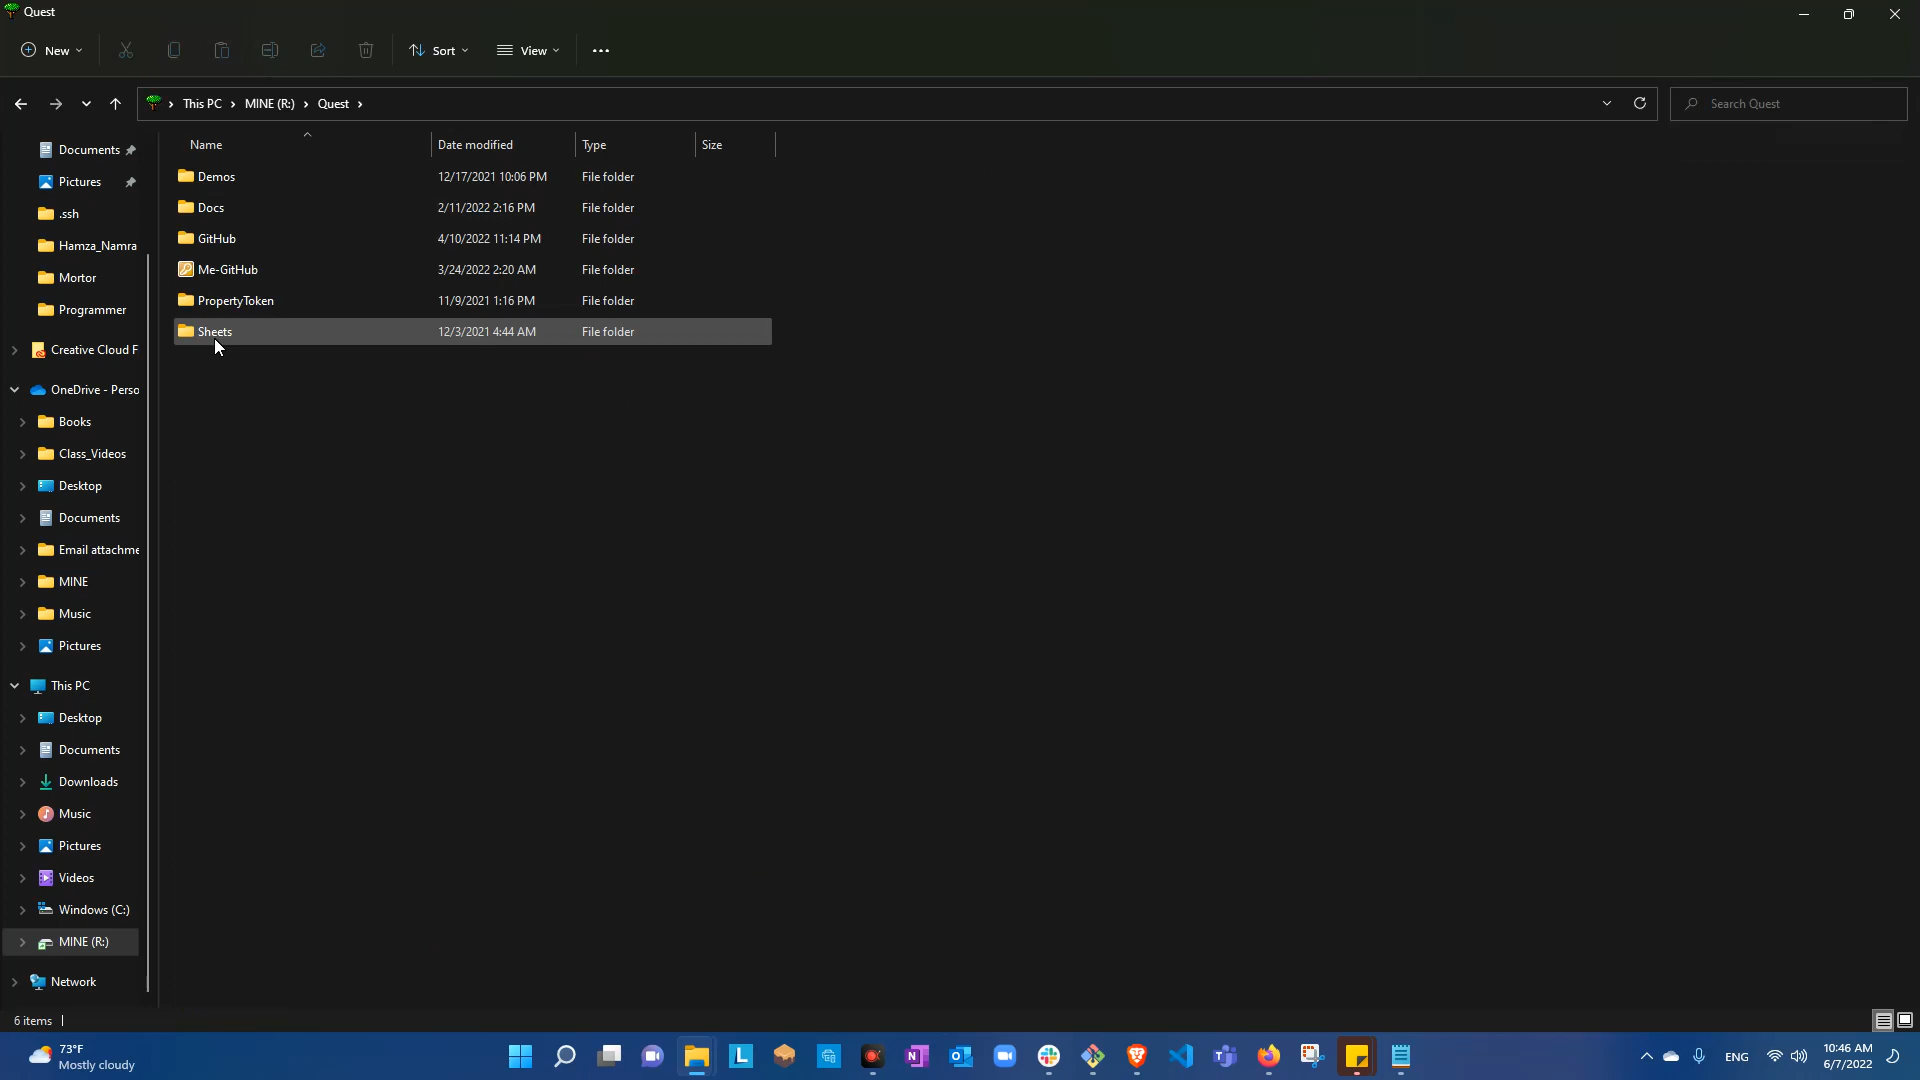 Quest
New
Sort
View
This PC
MINE (R:)
Quest
Search Quest
Name
Date modified
Type
Size
Demos 12/17/2021 10:06 PM File folder
Docs 2/11/2022 2:16 PM File folder
GitHub 4/10/2022 11:14 PM File folder
Me-GitHub 3/24/2022 2:20 AM File folder
PropertyToken 11/9/2021 1:16 PM File folder
Sheets 12/3/2021 4:44 AM File folder
Documents
Pictures
.ssh
Hamza_Namra
Mortor
Programmer
Creative Cloud F
OneDrive - Perso
Books
Class_Videos
Desktop
Documents
Email attachme
MINE
Music
Pictures
This PC
Desktop
Documents
Downloads
Music
Pictures
Videos
Windows (C:)
MINE (R:)
Network
6 items
73°F
Mostly cloudy
L
N
ENG
10:46 AM
6/7/2022